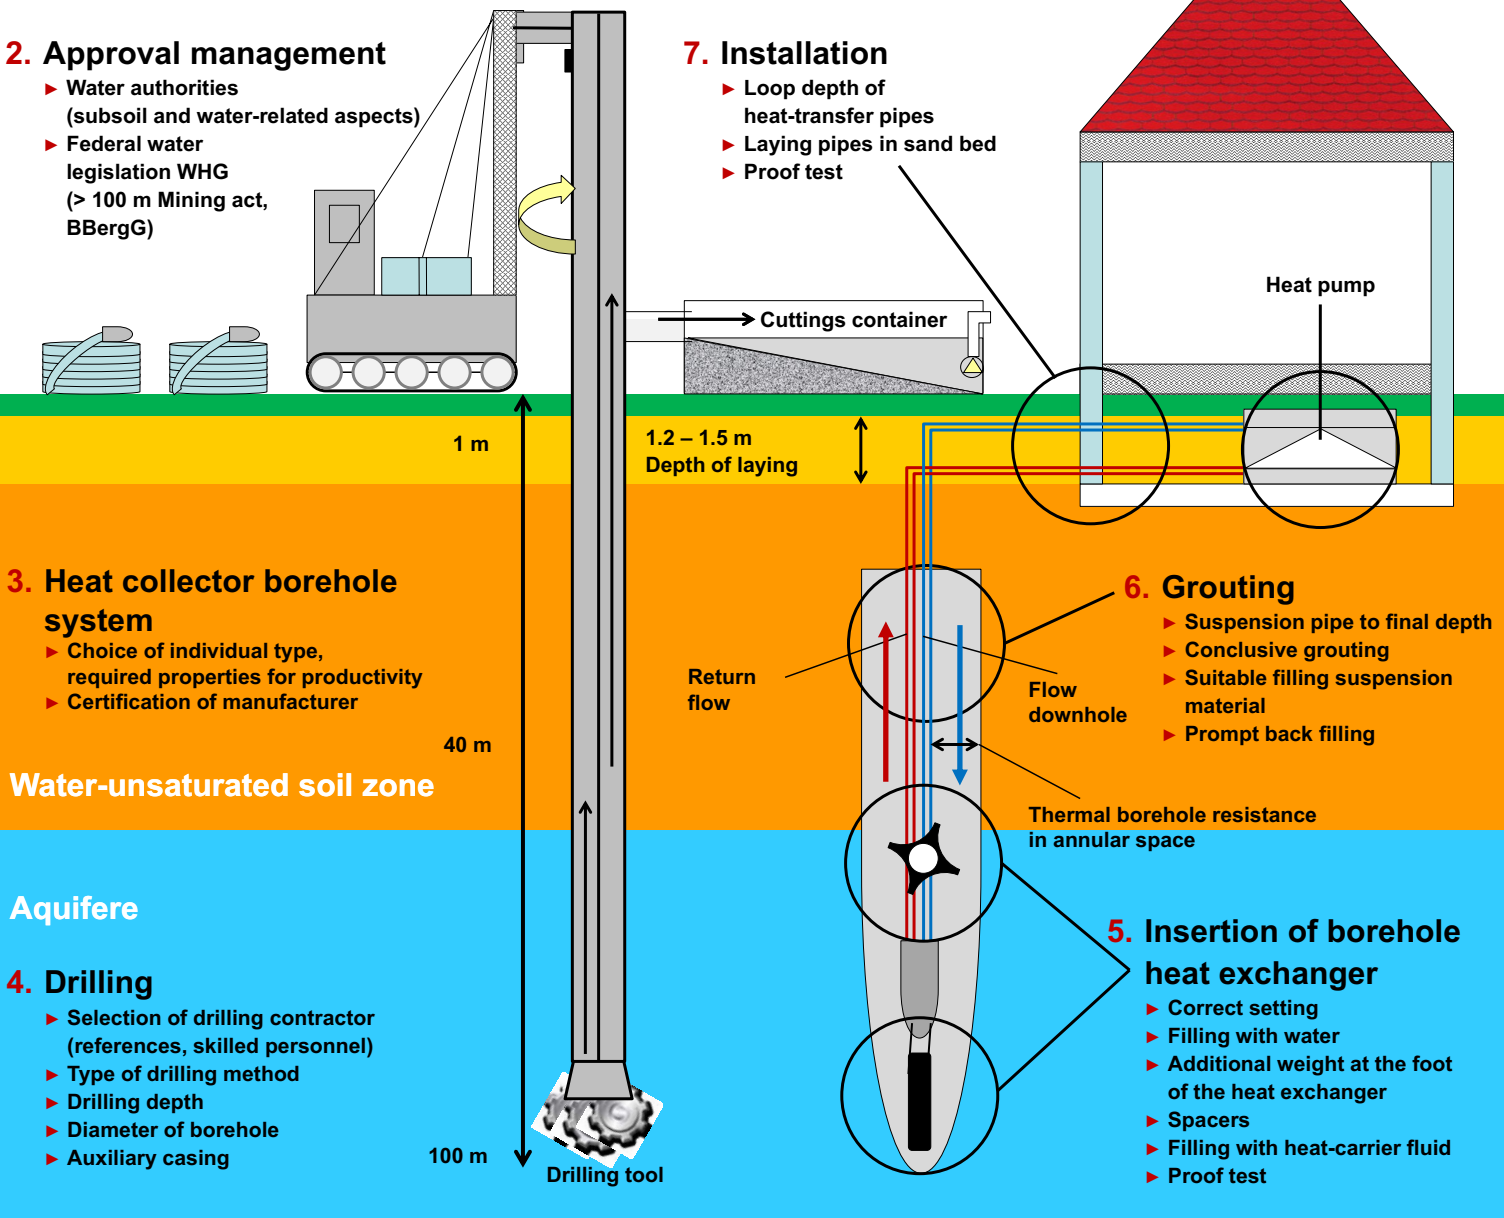 2. Approval management
► Water authorities
(subsoil and water-related aspects)
► Federal water
legislation WHG
(> 100 m Mining act,
BBergG)
7. Installation
► Loop depth of
heat-transfer pipes
► Laying pipes in sand bed
► Proof test
Heat pump
Cuttings container
1 m
1.2 – 1.5 m
Depth of laying
3. Heat collector borehole
system
► Choice of individual type,
required properties for productivity
► Certification of manufacturer
40 m
Water-unsaturated soil zone
Return
flow
Flow
downhole
6. Grouting
► Suspension pipe to final depth
► Conclusive grouting
► Suitable filling suspension
material
► Prompt back filling
Thermal borehole resistance
in annular space
Aquifere
4. Drilling
► Selection of drilling contractor
(references, skilled personnel)
► Type of drilling method
► Drilling depth
► Diameter of borehole
► Auxiliary casing
100 m
Drilling tool
5. Insertion of borehole
heat exchanger
► Correct setting
► Filling with water
► Additional weight at the foot
of the heat exchanger
► Spacers
► Filling with heat-carrier fluid
► Proof test